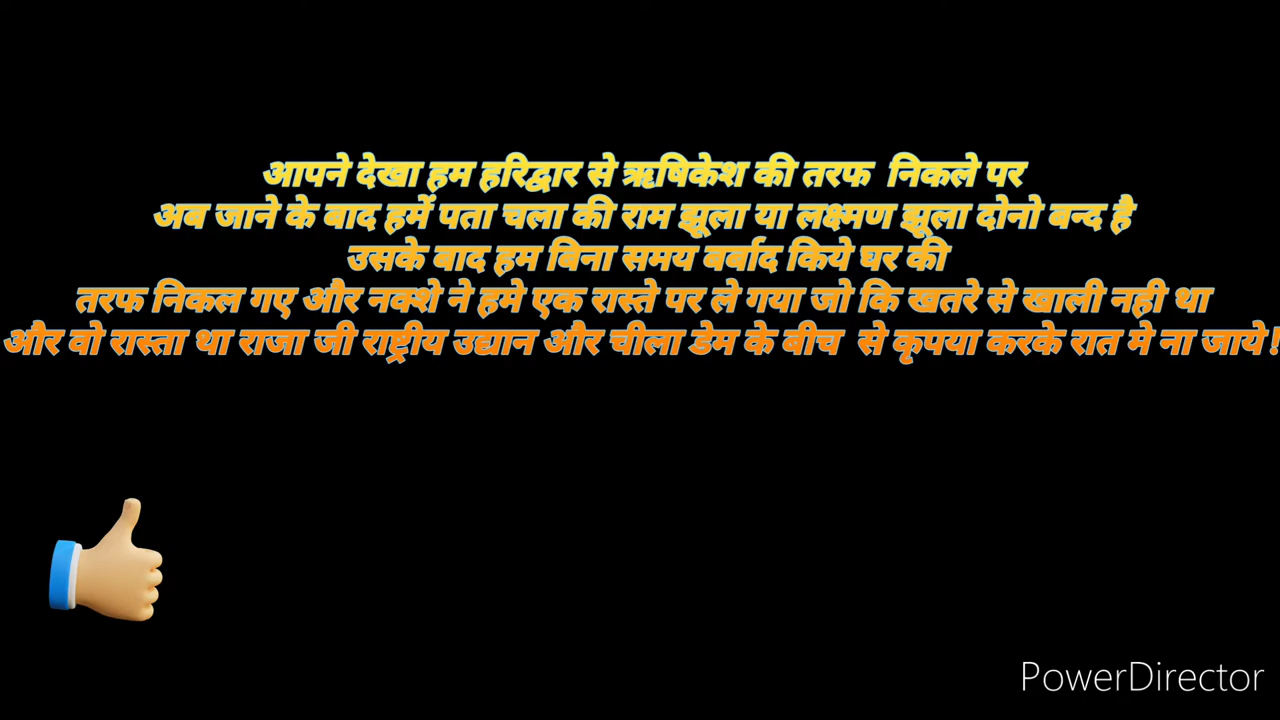 आपने देखा हम हरिद्वार से ऋषिकेश की तरफ निकले पर
अब जाने के बाद हमें पता चला की राम झूला या लक्ष्मण झूला दोनो बन्द है
उसके बाद हम बिना समय बर्बाद किये घर की
तरफ निकल गए और नक्शे ने हमे एक रास्ते पर ले गया जो कि खतरे से खाली नही था
और वो रास्ता था राजा जी राष्ट्रीय उद्यान और चीला डेम के बीच से कृपया करके रात मे ना जाये!
PowerDirector